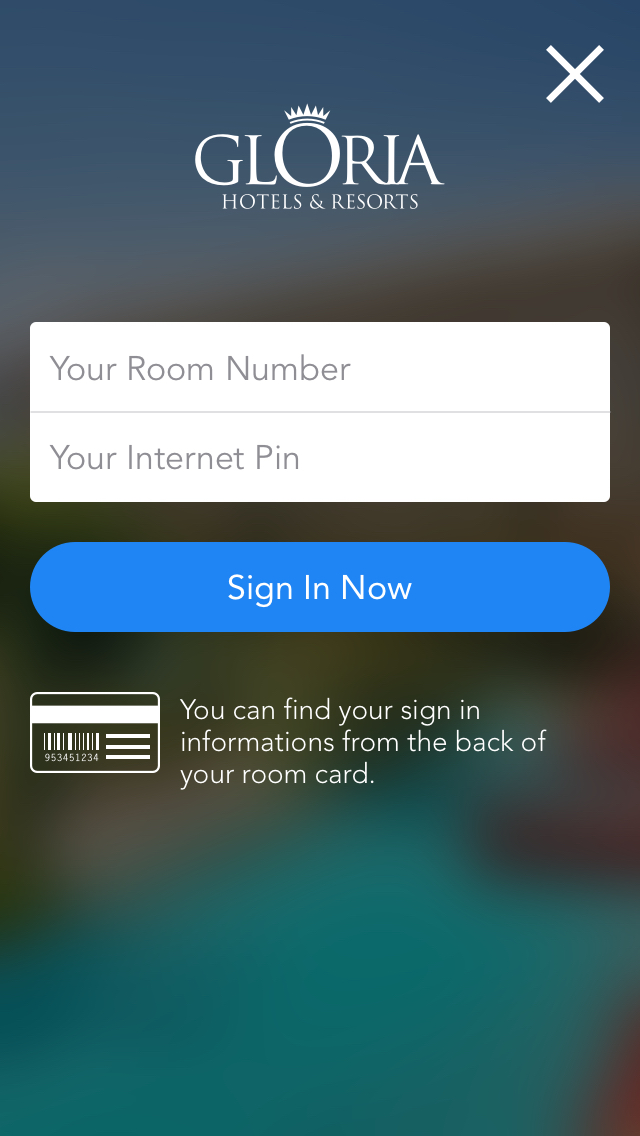 GLORIA
HOTELS & RESORTS
Your Room Number
Your Internet Pin
Sign In Now
You can find your sign in
informations from the back of
your room card.
953451234